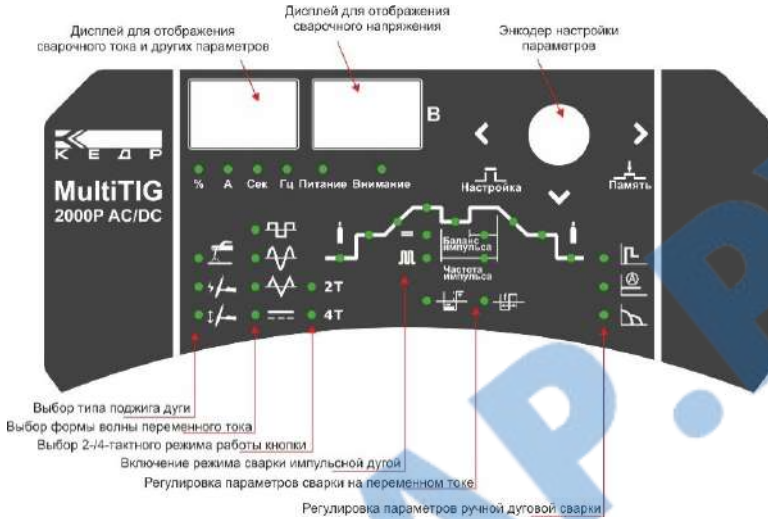 Дисплей для отображения
сварочного тока и других параметров
Дисплей для отображения
сварочного напряжения
Энкодер настройки
параметров
В
КЕДР
MultiTIG
2000P AC/DC
% А Сек Гц Питание Внимание
Настройка
Память
Баланс
импульса
Частота
импульса
2T
4T
Выбор типа поджига дуги
Выбор формы волны переменного тока
Выбор 2-/4-тактного режима работы кнопки
Включение режима сварки импульсной дугой
Регулировка параметров сварки на переменном токе
Регулировка параметров ручной дуговой сварки